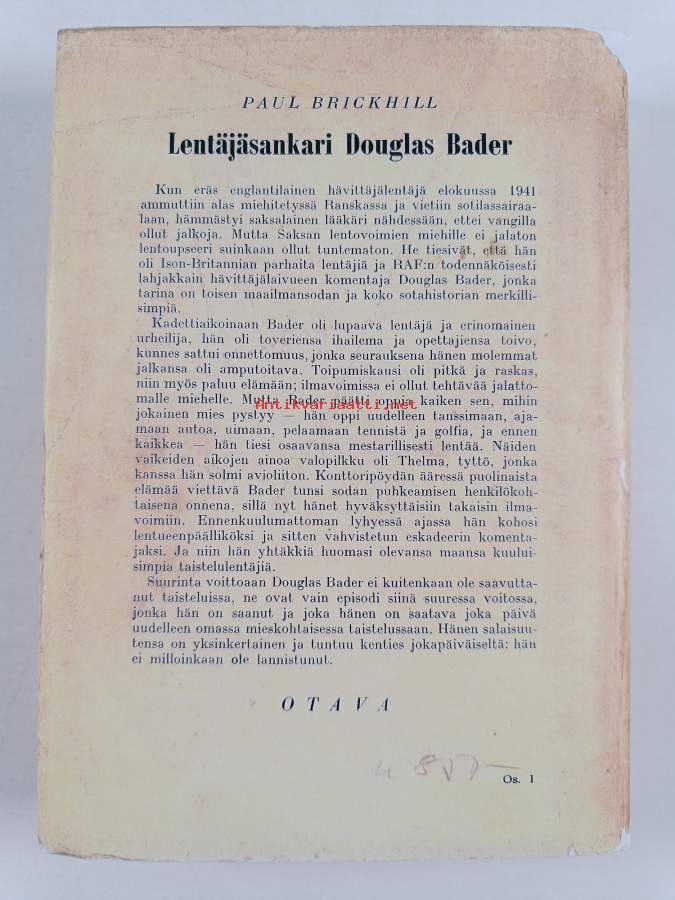 PAUL BRICKHILL
Lentäjäsankari Douglas Bader
Kun eräs englantilainen hävittäjälentäjä elokuussa 1941
ammuttiin alas miehitetyssä Ranskassa ja vietiin sotilassairaa-
laan, hämmästyi saksalainen lääkäri nähdessään, ettei vangilla
ollut jalkoja. Mutta Saksan lentovoimien miehille ei jalaton
lentoupseeri suinkaan ollut tuntematon. He tiesivät, että hän
oli Ison-Britannian parhaita lentäjiä ja RAF:n todennäköisesti
lahjakkain hävittäjälaivueen komentaja Douglas Bader, jonka
tarina on toisen maailmansodan ja koko sotahistorian merkilli-
simpiä.
Kadettiaikoinaan Bader oli lupaava lentäjä ja erinomainen
urheilija, hän oli toveriensa ihailema ja opettajiensa toivo,
kunnes sattui onnettomuus, jonka seurauksena hänen molemmat
jalkansa oli amputoitava. Toipumiskausi oli pitkä ja raskas,
niin myös paluu elämään; ilmavoimissa ei ollut tehtävää jalatto-
malle miehelle. Mutta Bader päätti oppia kaiken sen, mihin
Antikvariaatti.net
jokainen mies pystyy — hän oppi uudelleen tanssimaan, aja-
maan autoa, uimaan, pelaamaan tennistä ja golfia, ja ennen
kaikkea — hän tiesi osaavansa mestarillisesti lentää. Näiden
vaikeiden aikojen ainoa valopilkku oli Thelma, tyttö, jonka
kanssa hän solmi avioliiton. Konttoripöydän ääressä puolinaista
elämää viettävä Bader tunsi sodan puhkeamisen henkilökoh-
taisena onnena, sillä nyt hänet hyväksyttäisiin takaisin ilma-
voimiin. Ennenkuulumattoman lyhyessä ajassa hän kohosi
lentueenpäälliköksi ja sitten vahvistetun eskadeerin komenta-
jaksi. Ja niin hän yhtäkkiä huomasi olevansa maansa kuului-
simpia taistelulentäjiä.
Suurinta voittoaan Douglas Bader ei kuitenkaan ole saavutta-
nut taisteluissa, ne ovat vain episodi siinä suuressa voitossa,
jonka hän on saanut ja joka hänen on saatava joka päivä
uudelleen omassa mieskohtaisessa taistelussaan. Hänen salaisuu-
tensa on yksinkertainen ja tuntuu kenties jokapäiväiseltä: hän
ei milloinkaan ole lannistunut.
OTAVA
Os. 1